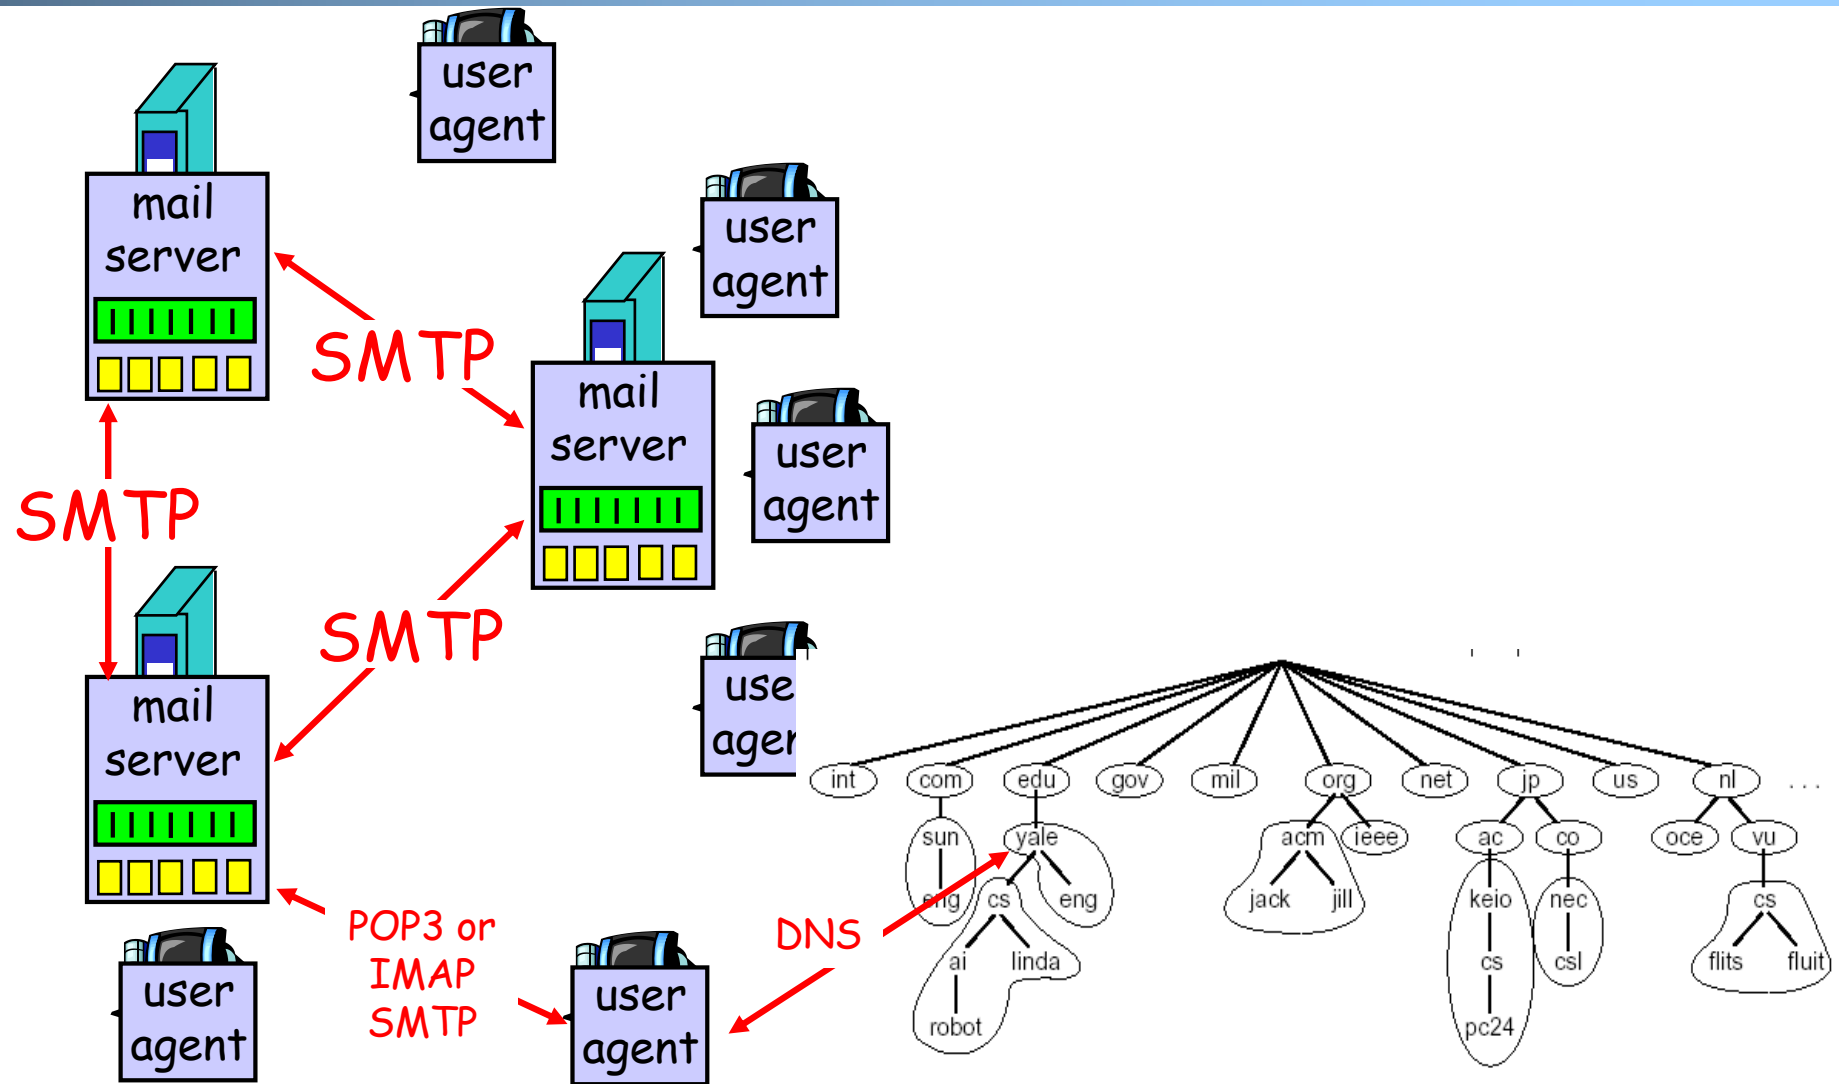 user
agent
mail
server
user
agent
SMTP
mail
server
user
agent
SMTP
SMTP
mail
server
use
agen
int com edu gov mil org net jp us nl ...
sun yale acm ieee ac co oce vu
eng cs eng jack jill keio nec cs
ai linda cs csl flits fluit
robot pc24
POP3 or
IMAP
SMTP
DNS
user
agent
user
agent